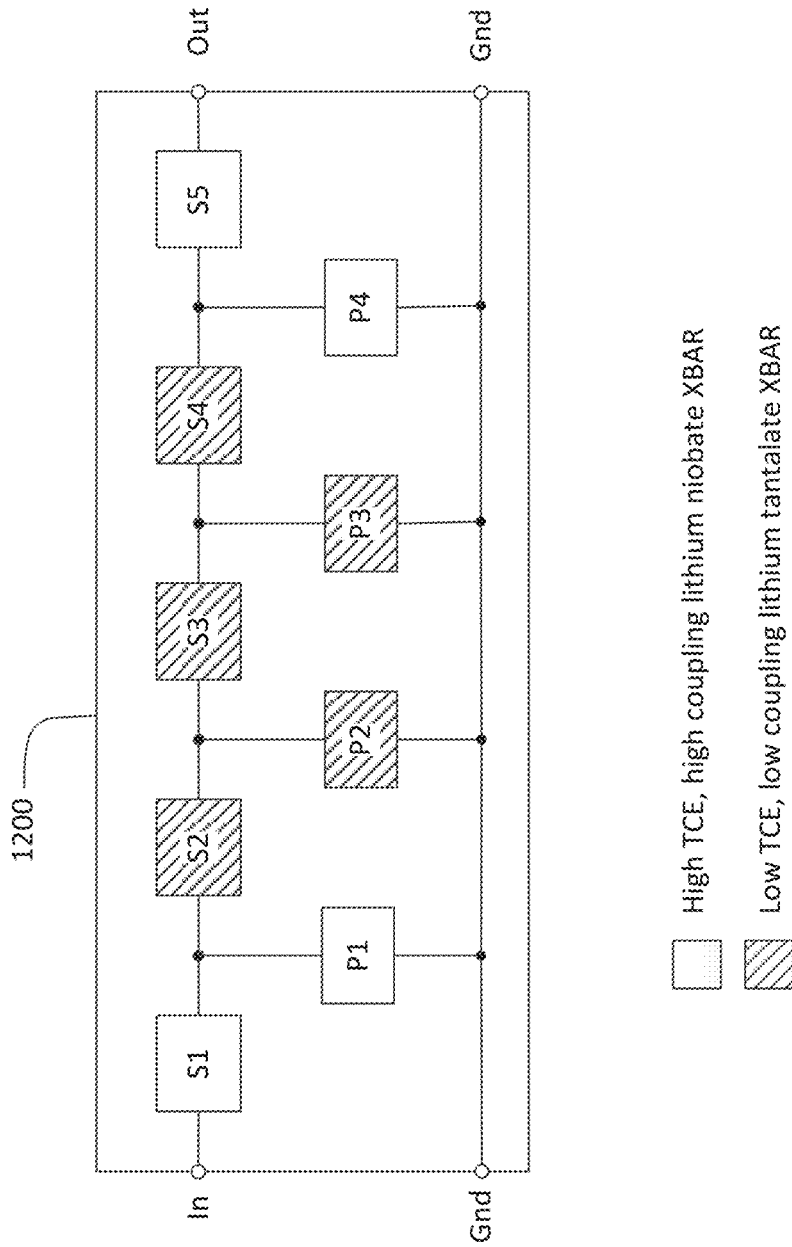 1200
In
S1
S2
S3
S4
S5
Out
P1
P2
P3
P4
Gnd
Gnd
High TCE, high coupling lithium niobate XBAR
Low TCE, low coupling lithium tantalate XBAR